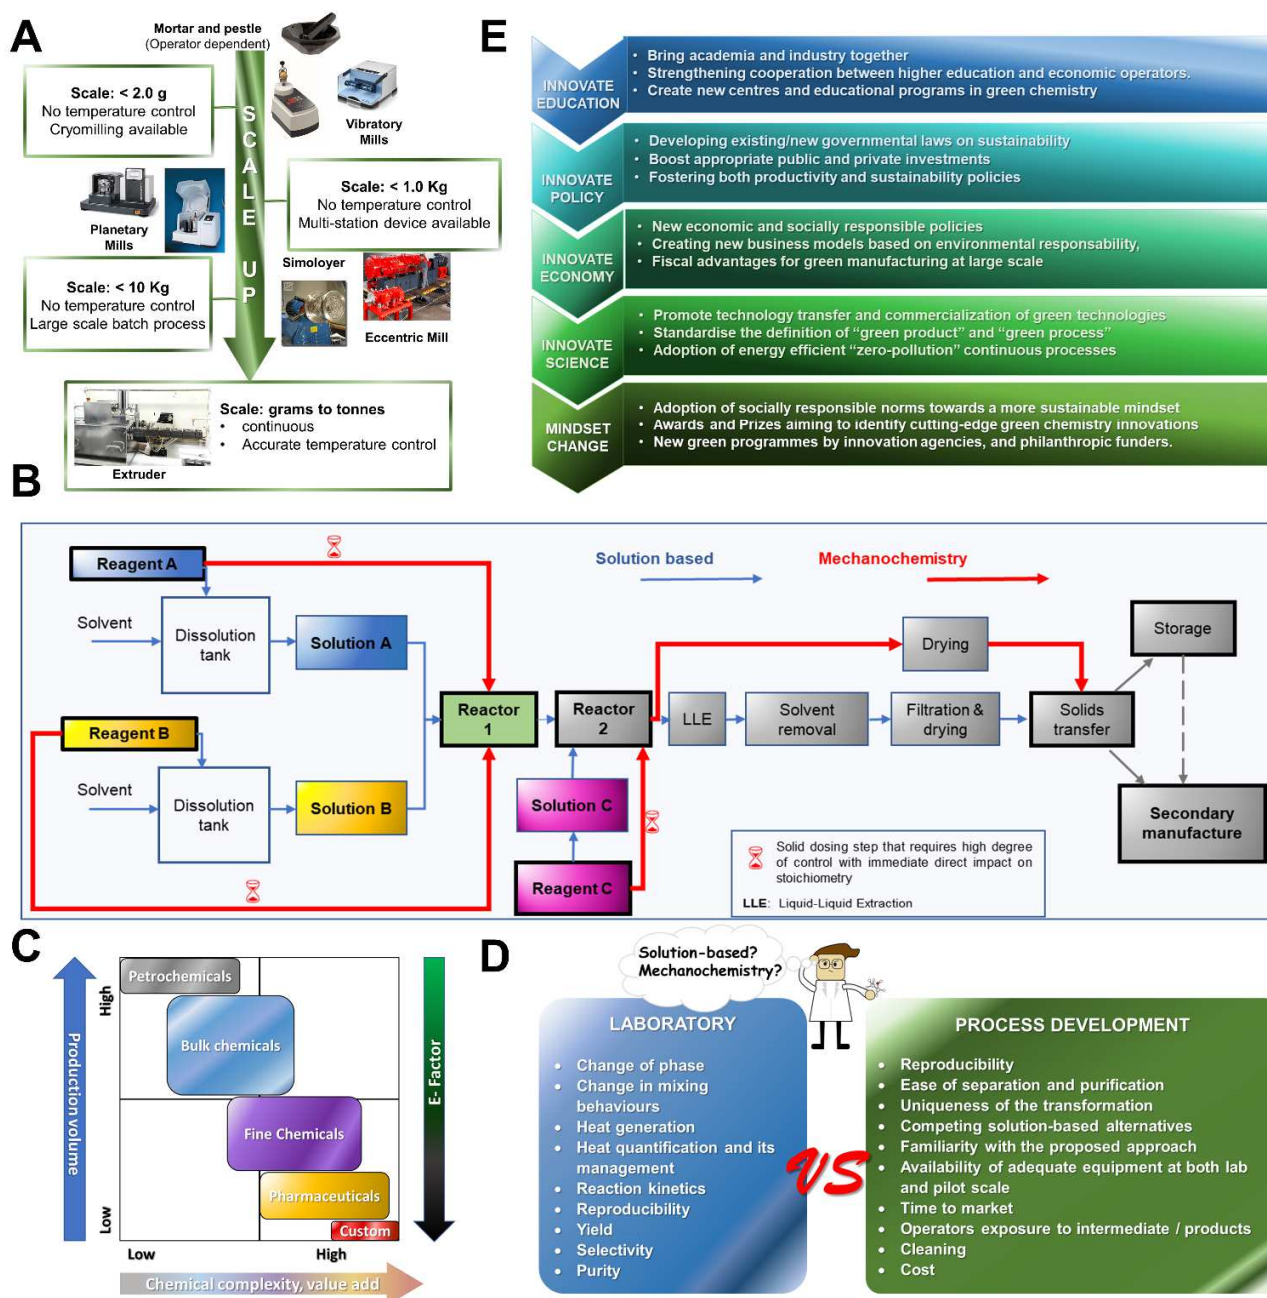 A
Mortar and pestle
(Operator dependent)
Scale: < 2.0 g
No temperature control
Cryomilling available
Vibratory
Mills
SCALE UP
Scale: < 1.0 Kg
No temperature control
Multi-station device available
Planetary
Mills
Scale: < 10 Kg
No temperature control
Large scale batch process
Simoloyer
Eccentric Mill
Scale: grams to tonnes
• continuous
• Accurate temperature control
Extruder
E
INNOVATE
EDUCATION
• Bring academia and industry together
• Strengthening cooperation between higher education and economic operators.
• Create new centres and educational programs in green chemistry
INNOVATE
POLICY
• Developing existing/new governmental laws on sustainability
• Boost appropriate public and private investments
• Fostering both productivity and sustainability policies
INNOVATE
ECONOMY
• New economic and socially responsible policies
• Creating new business models based on environmental responsability,
• Fiscal advantages for green manufacturing at large scale
INNOVATE
SCIENCE
• Promote technology transfer and commercialization of green technologies
• Standardise the definition of “green product” and “green process”
• Adoption of energy efficient “zero-pollution” continuous processes
MINDSET
CHANGE
• Adoption of socially responsible norms towards a more sustainable mindset
• Awards and Prizes aiming to identify cutting-edge green chemistry innovations
• New green programmes by innovation agencies, and philanthropic funders.
B
Reagent A
Solution based
Mechanochemistry
Solvent
Dissolution
tank
Solution A
Drying
Storage
Reagent B
Reactor
1
Reactor
2
LLE
Solvent
removal
Filtration &
drying
Solids
transfer
Solvent
Dissolution
tank
Solution B
Solution C
Reagent C
Secondary
manufacture
Solid dosing step that requires high degree
of control with immediate direct impact on
stoichiometry
LLE: Liquid-Liquid Extraction
C
Production volume
High
Low
Petrochemicals
Bulk chemicals
Fine Chemicals
Pharmaceuticals
Custom
E- Factor
Low
High
Chemical complexity, value add
D
Solution-based?
Mechanochemistry?
LABORATORY
• Change of phase
• Change in mixing
behaviours
• Heat generation
• Heat quantification and its
management
• Reaction kinetics
• Reproducibility
• Yield
• Selectivity
• Purity
VS
PROCESS DEVELOPMENT
• Reproducibility
• Ease of separation and purification
• Uniqueness of the transformation
• Competing solution-based alternatives
• Familiarity with the proposed approach
• Availability of adequate equipment at both lab
and pilot scale
• Time to market
• Operators exposure to intermediate / products
• Cleaning
• Cost